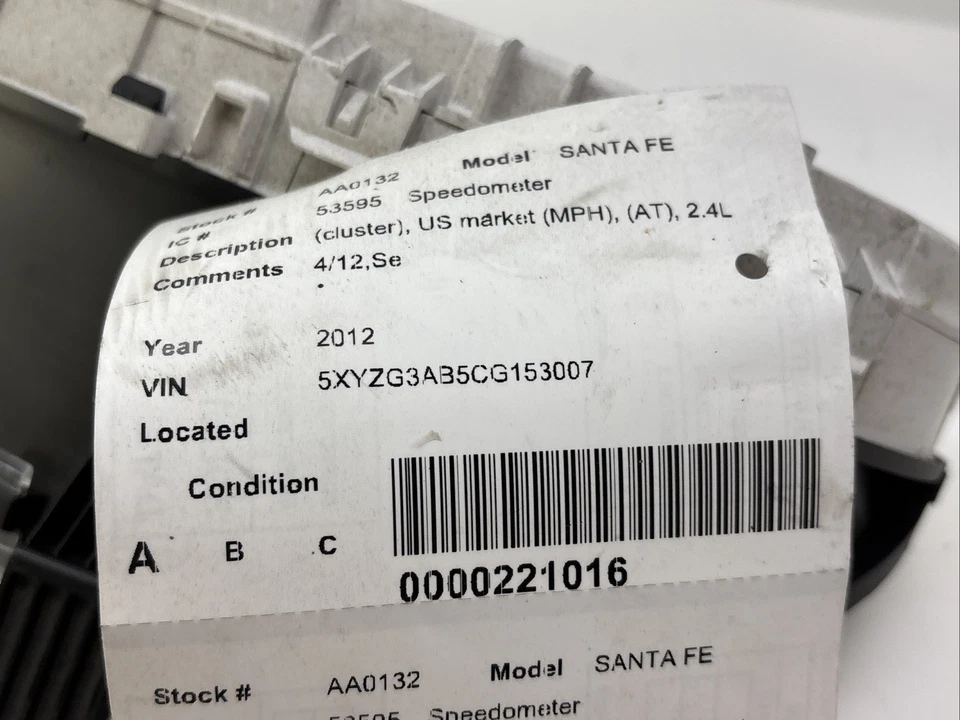 Stock # AA0132 Model SANTA FE
IC # 53595 Speedometer
Description (cluster), US market (MPH), (AT), 2.4L
Comments 4/12,Se
.
Year 2012
VIN 5XYZG3AB5CG153007
Located
Condition
A B C
0000221016
Stock # AA0132 Model SANTA FE
53595 Speedometer